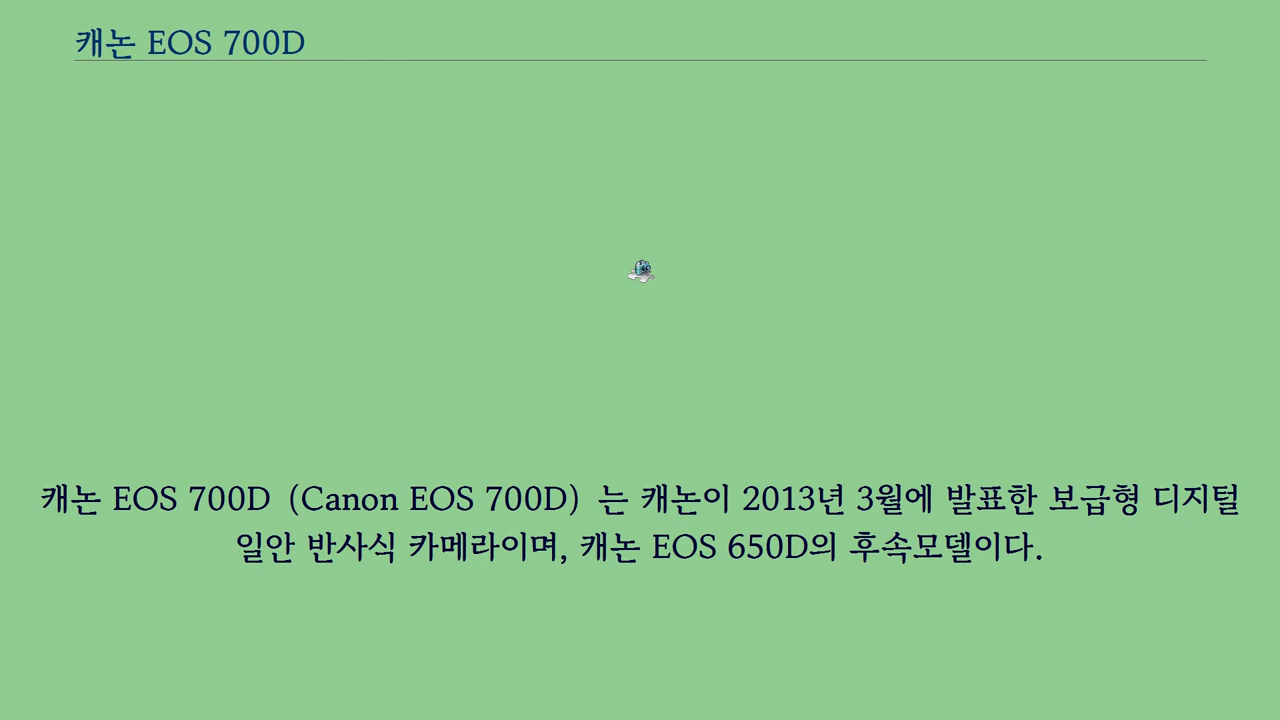 캐논 EOS 700D
캐논 EOS 700D (Canon EOS 700D) 는 캐논이 2013년 3월에 발표한 보급형 디지털
일안 반사식 카메라이며, 캐논 EOS 650D의 후속모델이다.